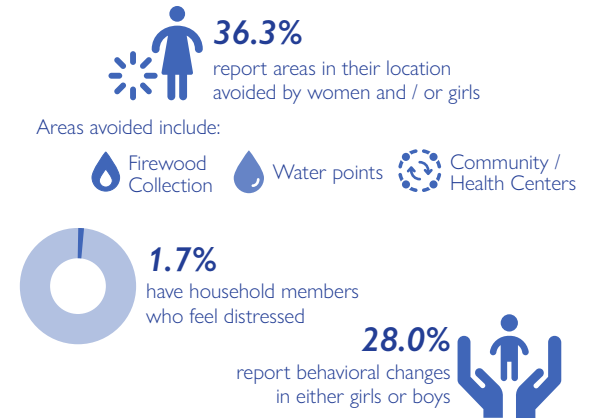 36.3%
report areas in their location
avoided by women and / or girls
Areas avoided include:
Firewood
Collection
Water points
Community /
Health Centers
1.7%
have household members
who feel distressed
28.0%
report behavioral changes
in either girls or boys